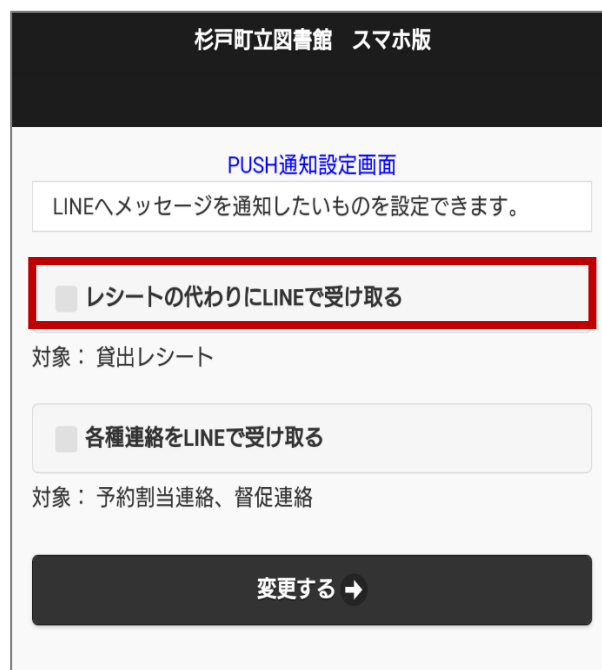 杉戸町立図書館　スマホ版
PUSH通知設定画面
LINEへメッセージを通知したいものを設定できます。
レシートの代わりにLINEで受け取る
対象： 貸出レシート
各種連絡をLINEで受け取る
対象： 予約割当連絡、督促連絡
変更する